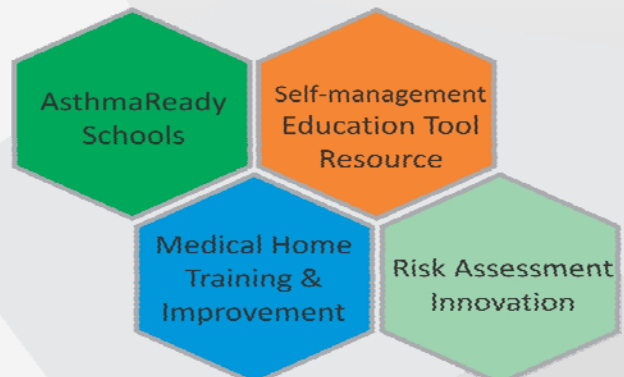 AsthmaReady
Schools
Self-management
Education Tool
Resource
Medical Home
Training &
Improvement
Risk Assessment
Innovation